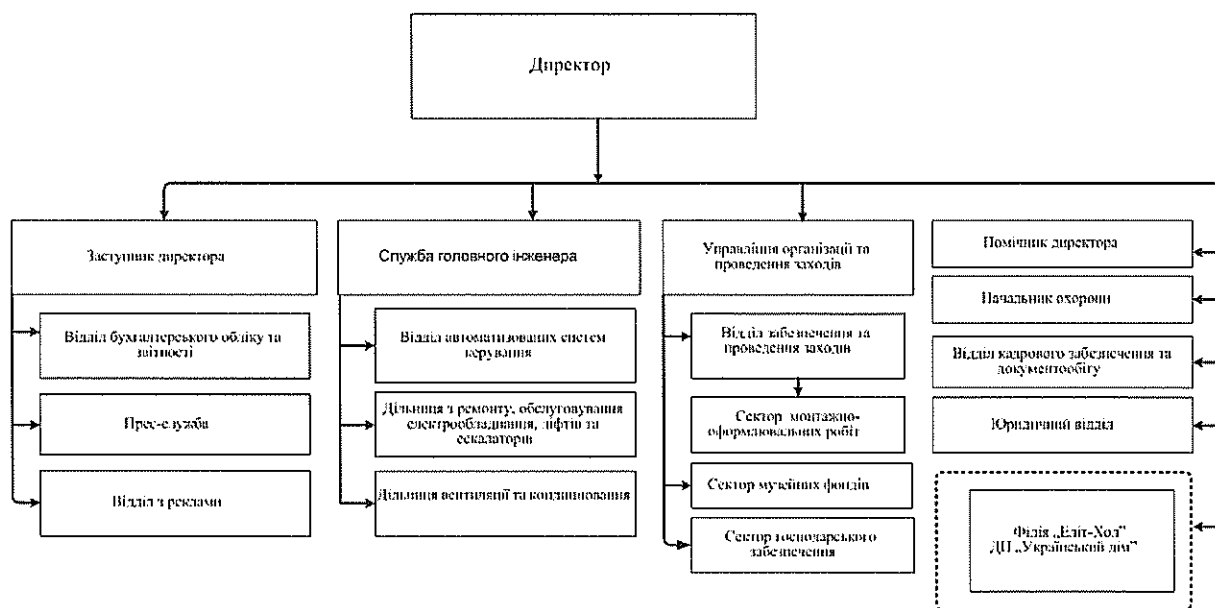 Директор
Заступник директора
Відділ бухгалтерського обліку та
звітності
Прес-служба
Відділ з реклами
Служба головного інженера
Відділ автоматизованих систем
керування
Дільниця з ремонту, обслуговування
електрообладнання, ліфтів та
ескалаторів
Дільниця вентиляції та кондиціювання
Управління організації та
проведення заходів
Відділ забезпечення та
проведення заходів
Сектор монтажно-
оформлювальних робіт
Сектор музейних фондів
Сектор господарського
забезпечення
Помічник директора
Начальник охорони
Відділ кадрового забезпечення та
документообігу
Юридичний відділ
Філія „Еліт-Хол”
ДП „Український дім”